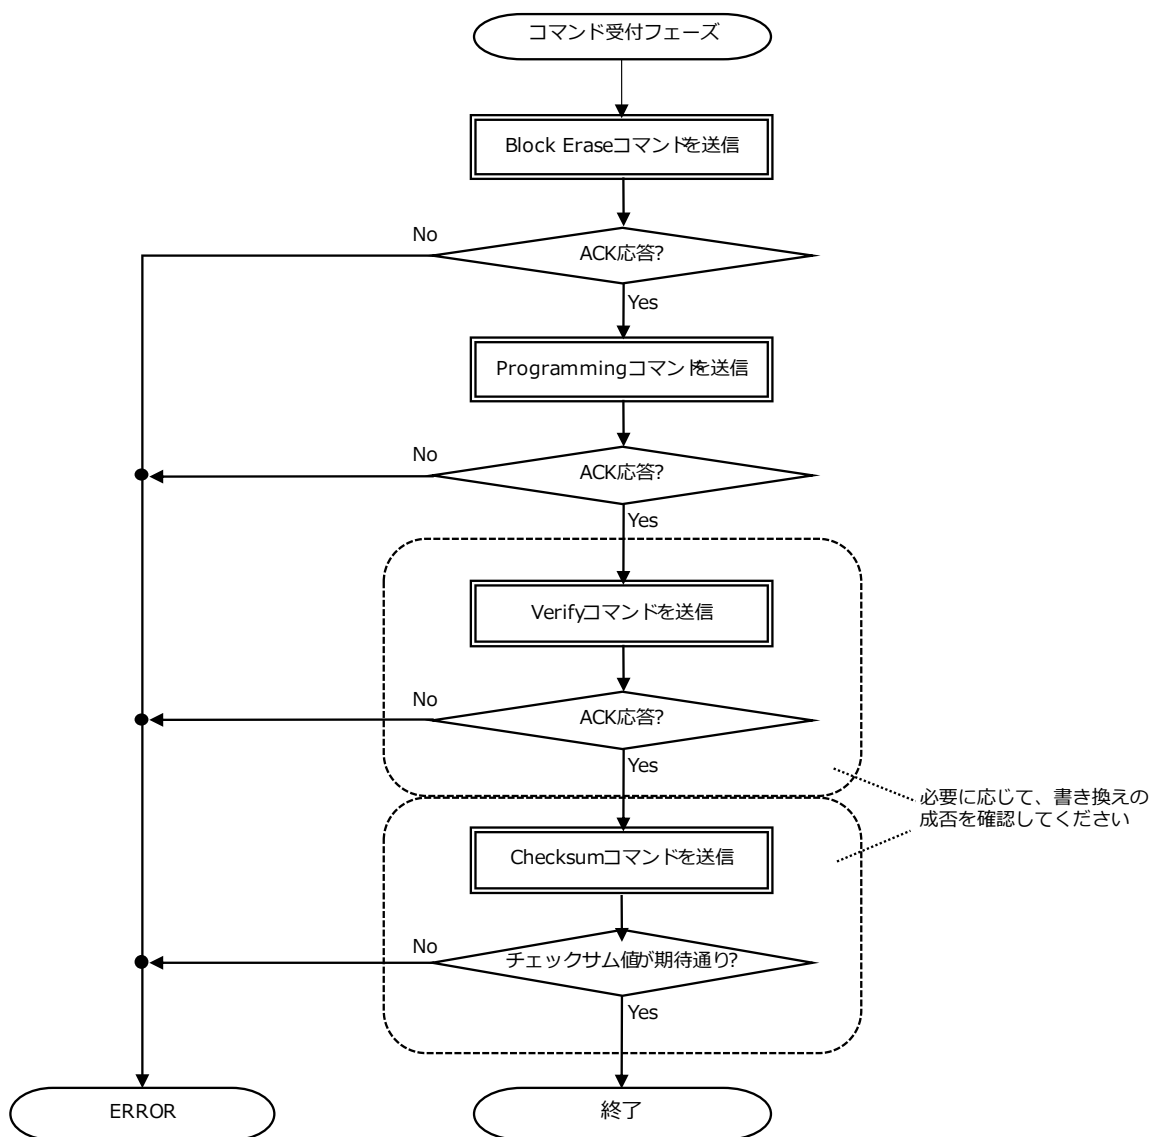 コマンド受付フェーズ
Block Eraseコマンドを送信
No
ACK応答?
Yes
Programmingコマンドを送信
No
ACK応答?
Yes
Verifyコマンドを送信
No
ACK応答?
Yes
必要に応じて、書き換えの
成否を確認してください
Checksumコマンドを送信
No
チェックサム値が期待通り?
Yes
ERROR
終了